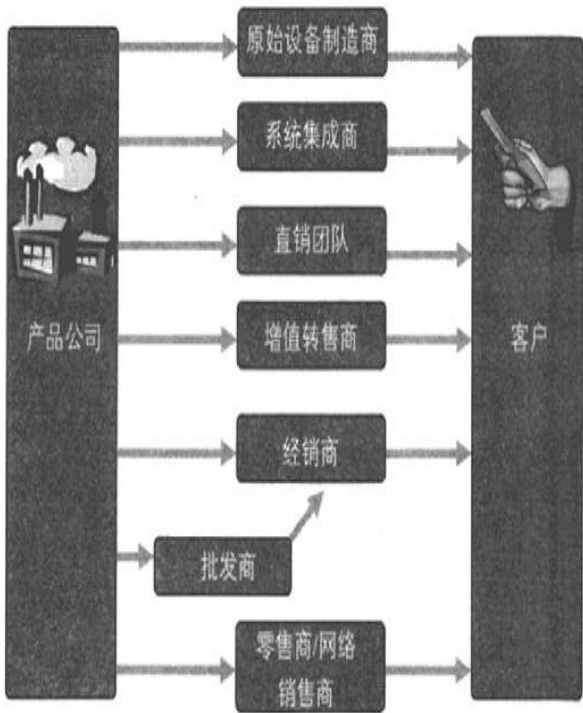 原始设备制造商
系统集成商
直销团队
产品公司
增值转售商
客户
经销商
批发商
零售商/网络
销售商